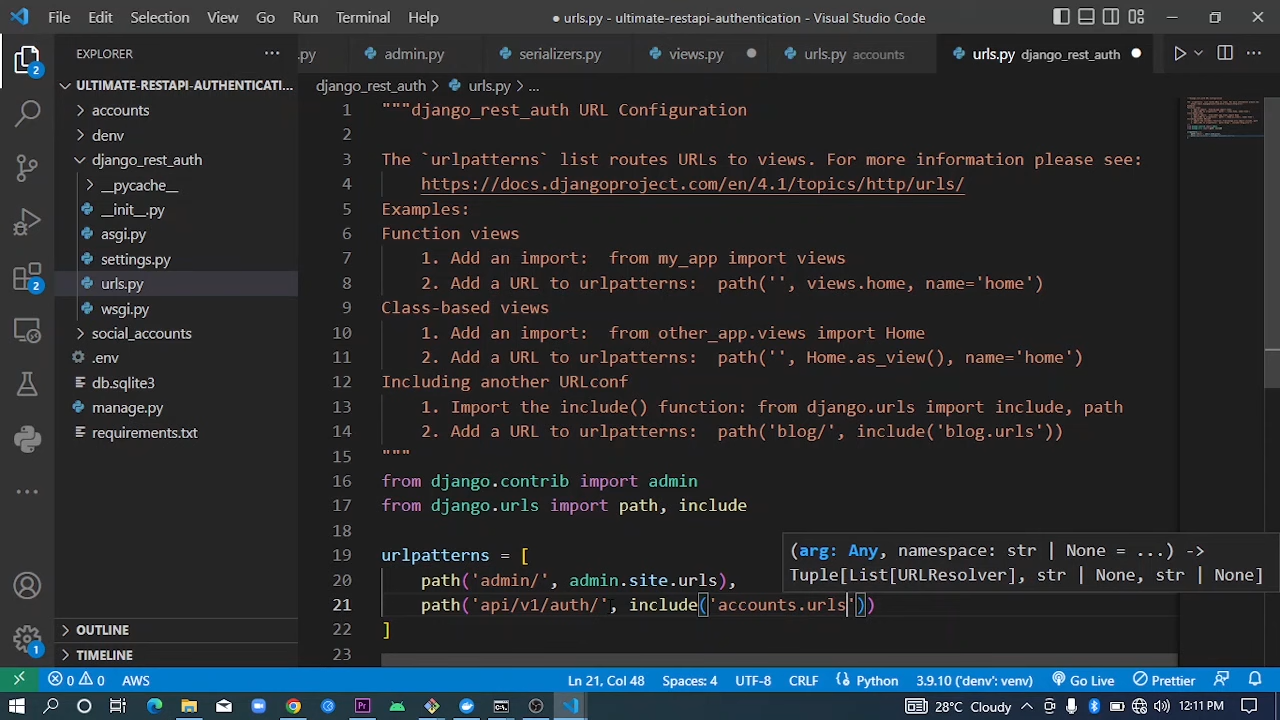 File Edit Selection View Go Run Terminal Help
● urls.py - ultimate-restapi-authentication - Visual Studio Code
EXPLORER
.py admin.py serializers.py views.py urls.py accounts urls.py django_rest_auth
ULTIMATE-RESTAPI-AUTHENTICATI...
accounts
denv
django_rest_auth
__pycache__
__init__.py
asgi.py
settings.py
urls.py
wsgi.py
social_accounts
.env
db.sqlite3
manage.py
requirements.txt
OUTLINE
TIMELINE
2
2
1
django_rest_auth > urls.py > ...
1 """django_rest_auth URL Configuration
2
3 The `urlpatterns` list routes URLs to views. For more information please see:
4 https://docs.djangoproject.com/en/4.1/topics/http/urls/
5 Examples:
6 Function views
7 1. Add an import:  from my_app import views
8 2. Add a URL to urlpatterns:  path('', views.home, name='home')
9 Class-based views
10 1. Add an import:  from other_app.views import Home
11 2. Add a URL to urlpatterns:  path('', Home.as_view(), name='home')
12 Including another URLconf
13 1. Import the include() function: from django.urls import include, path
14 2. Add a URL to urlpatterns:  path('blog/', include('blog.urls'))
15 """
16 from django.contrib import admin
17 from django.urls import path, include
18
19 urlpatterns = [
20 path('admin/', admin.site.urls),
21 path('api/v1/auth/', include('accounts.urls'))
22 ]
23
(arg: Any, namespace: str | None = ...) ->
Tuple[List[URLResolver], str | None, str | None]
0 0 AWS Ln 21, Col 48 Spaces: 4 UTF-8 CRLF Python 3.9.10 ('denv': venv) Go Live Prettier
28°C Cloudy ENG 12:11 PM